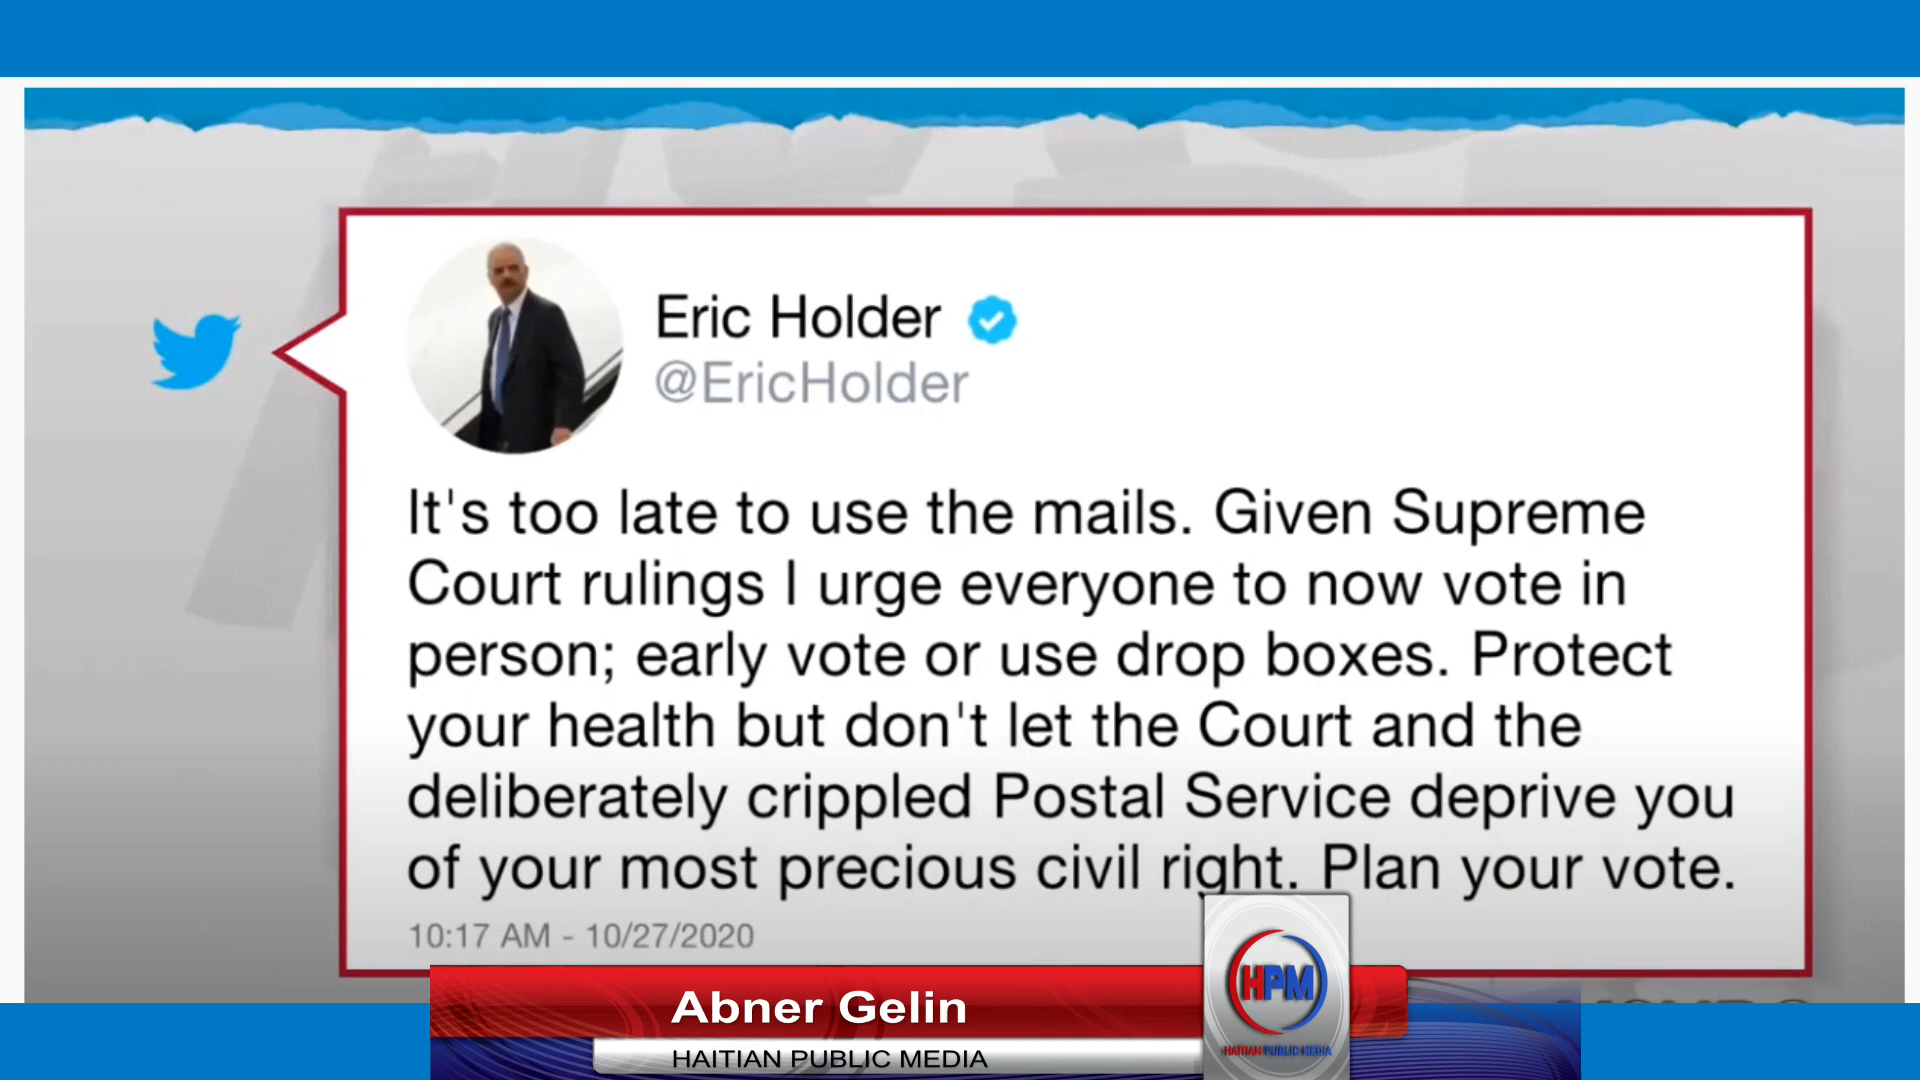 Eric Holder
@EricHolder
It's too late to use the mails. Given Supreme
Court rulings I urge everyone to now vote in
person; early vote or use drop boxes. Protect
your health but don't let the Court and the
deliberately crippled Postal Service deprive you
of your most precious civil right. Plan your vote.
10:17 AM - 10/27/2020
Abner Gelin
HAITIAN PUBLIC MEDIA
HPM
HAITIAN PUBLIC MEDIA